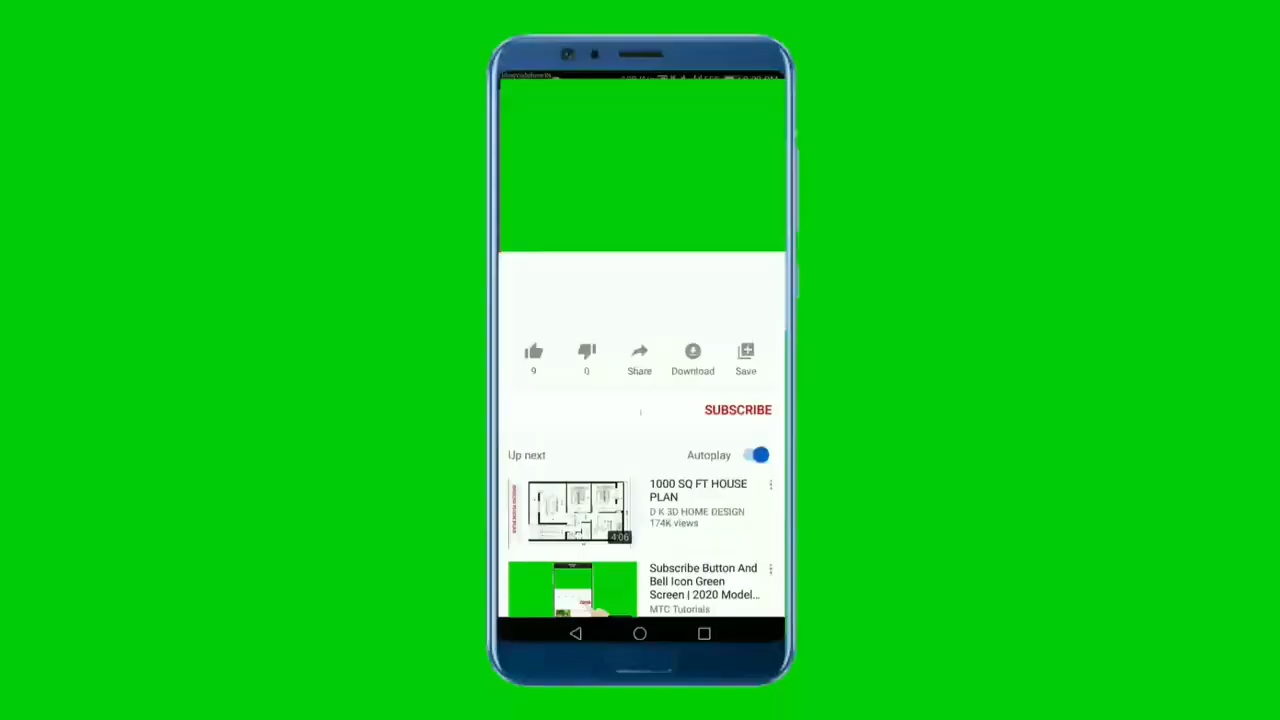 9
0
Share
Download
Save
SUBSCRIBE
Up next
Autoplay
1000 SQ FT HOUSE
PLAN
D K 3D HOME DESIGN
174K views
4:06
Subscribe Button And
Bell Icon Green
Screen | 2020 Model...
MTC Tutorials